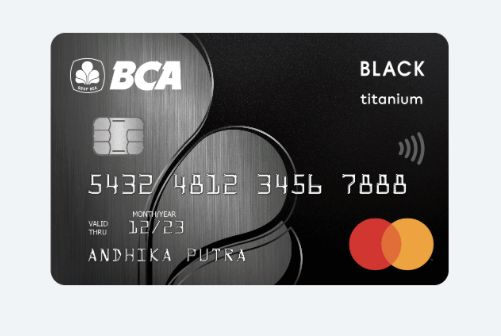 BCA
BLACK
titanium
5432 4812 3456 7888
MONTH/YEAR
VALID THRU 12/23
ANDHIKA PUTRA